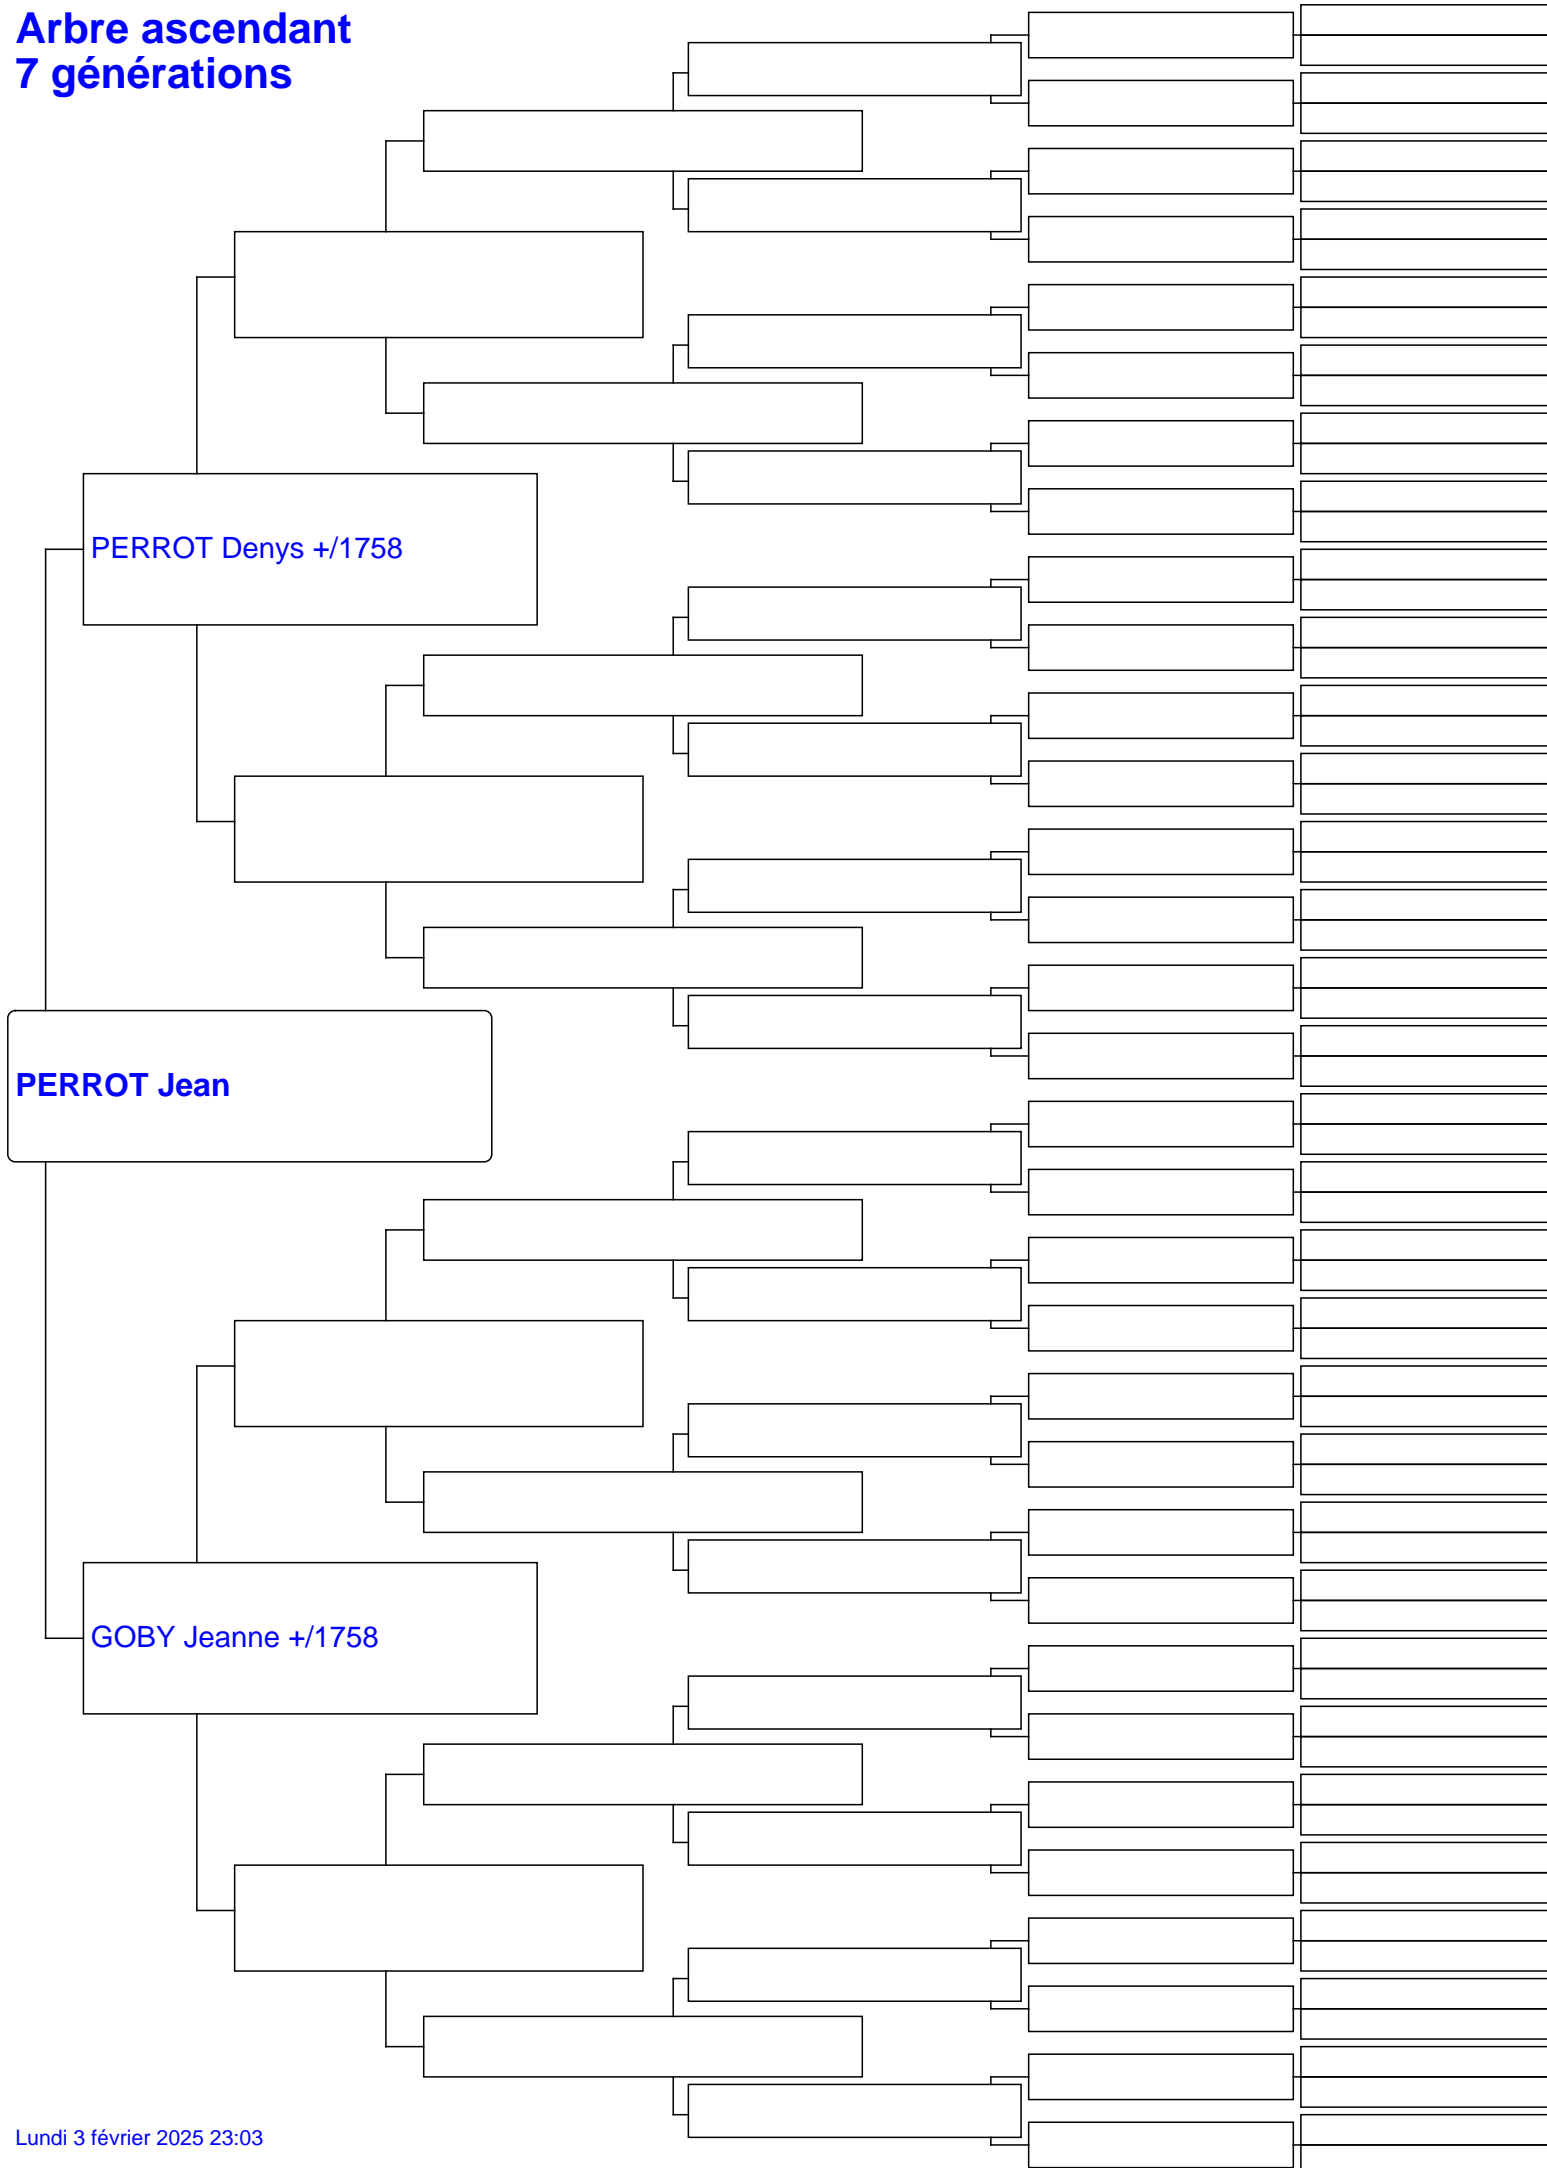 Arbre ascendant
7 générations
PERROT Denys +/1758
PERROT Jean
GOBY Jeanne +/1758
Lundi 3 février 2025 23:03